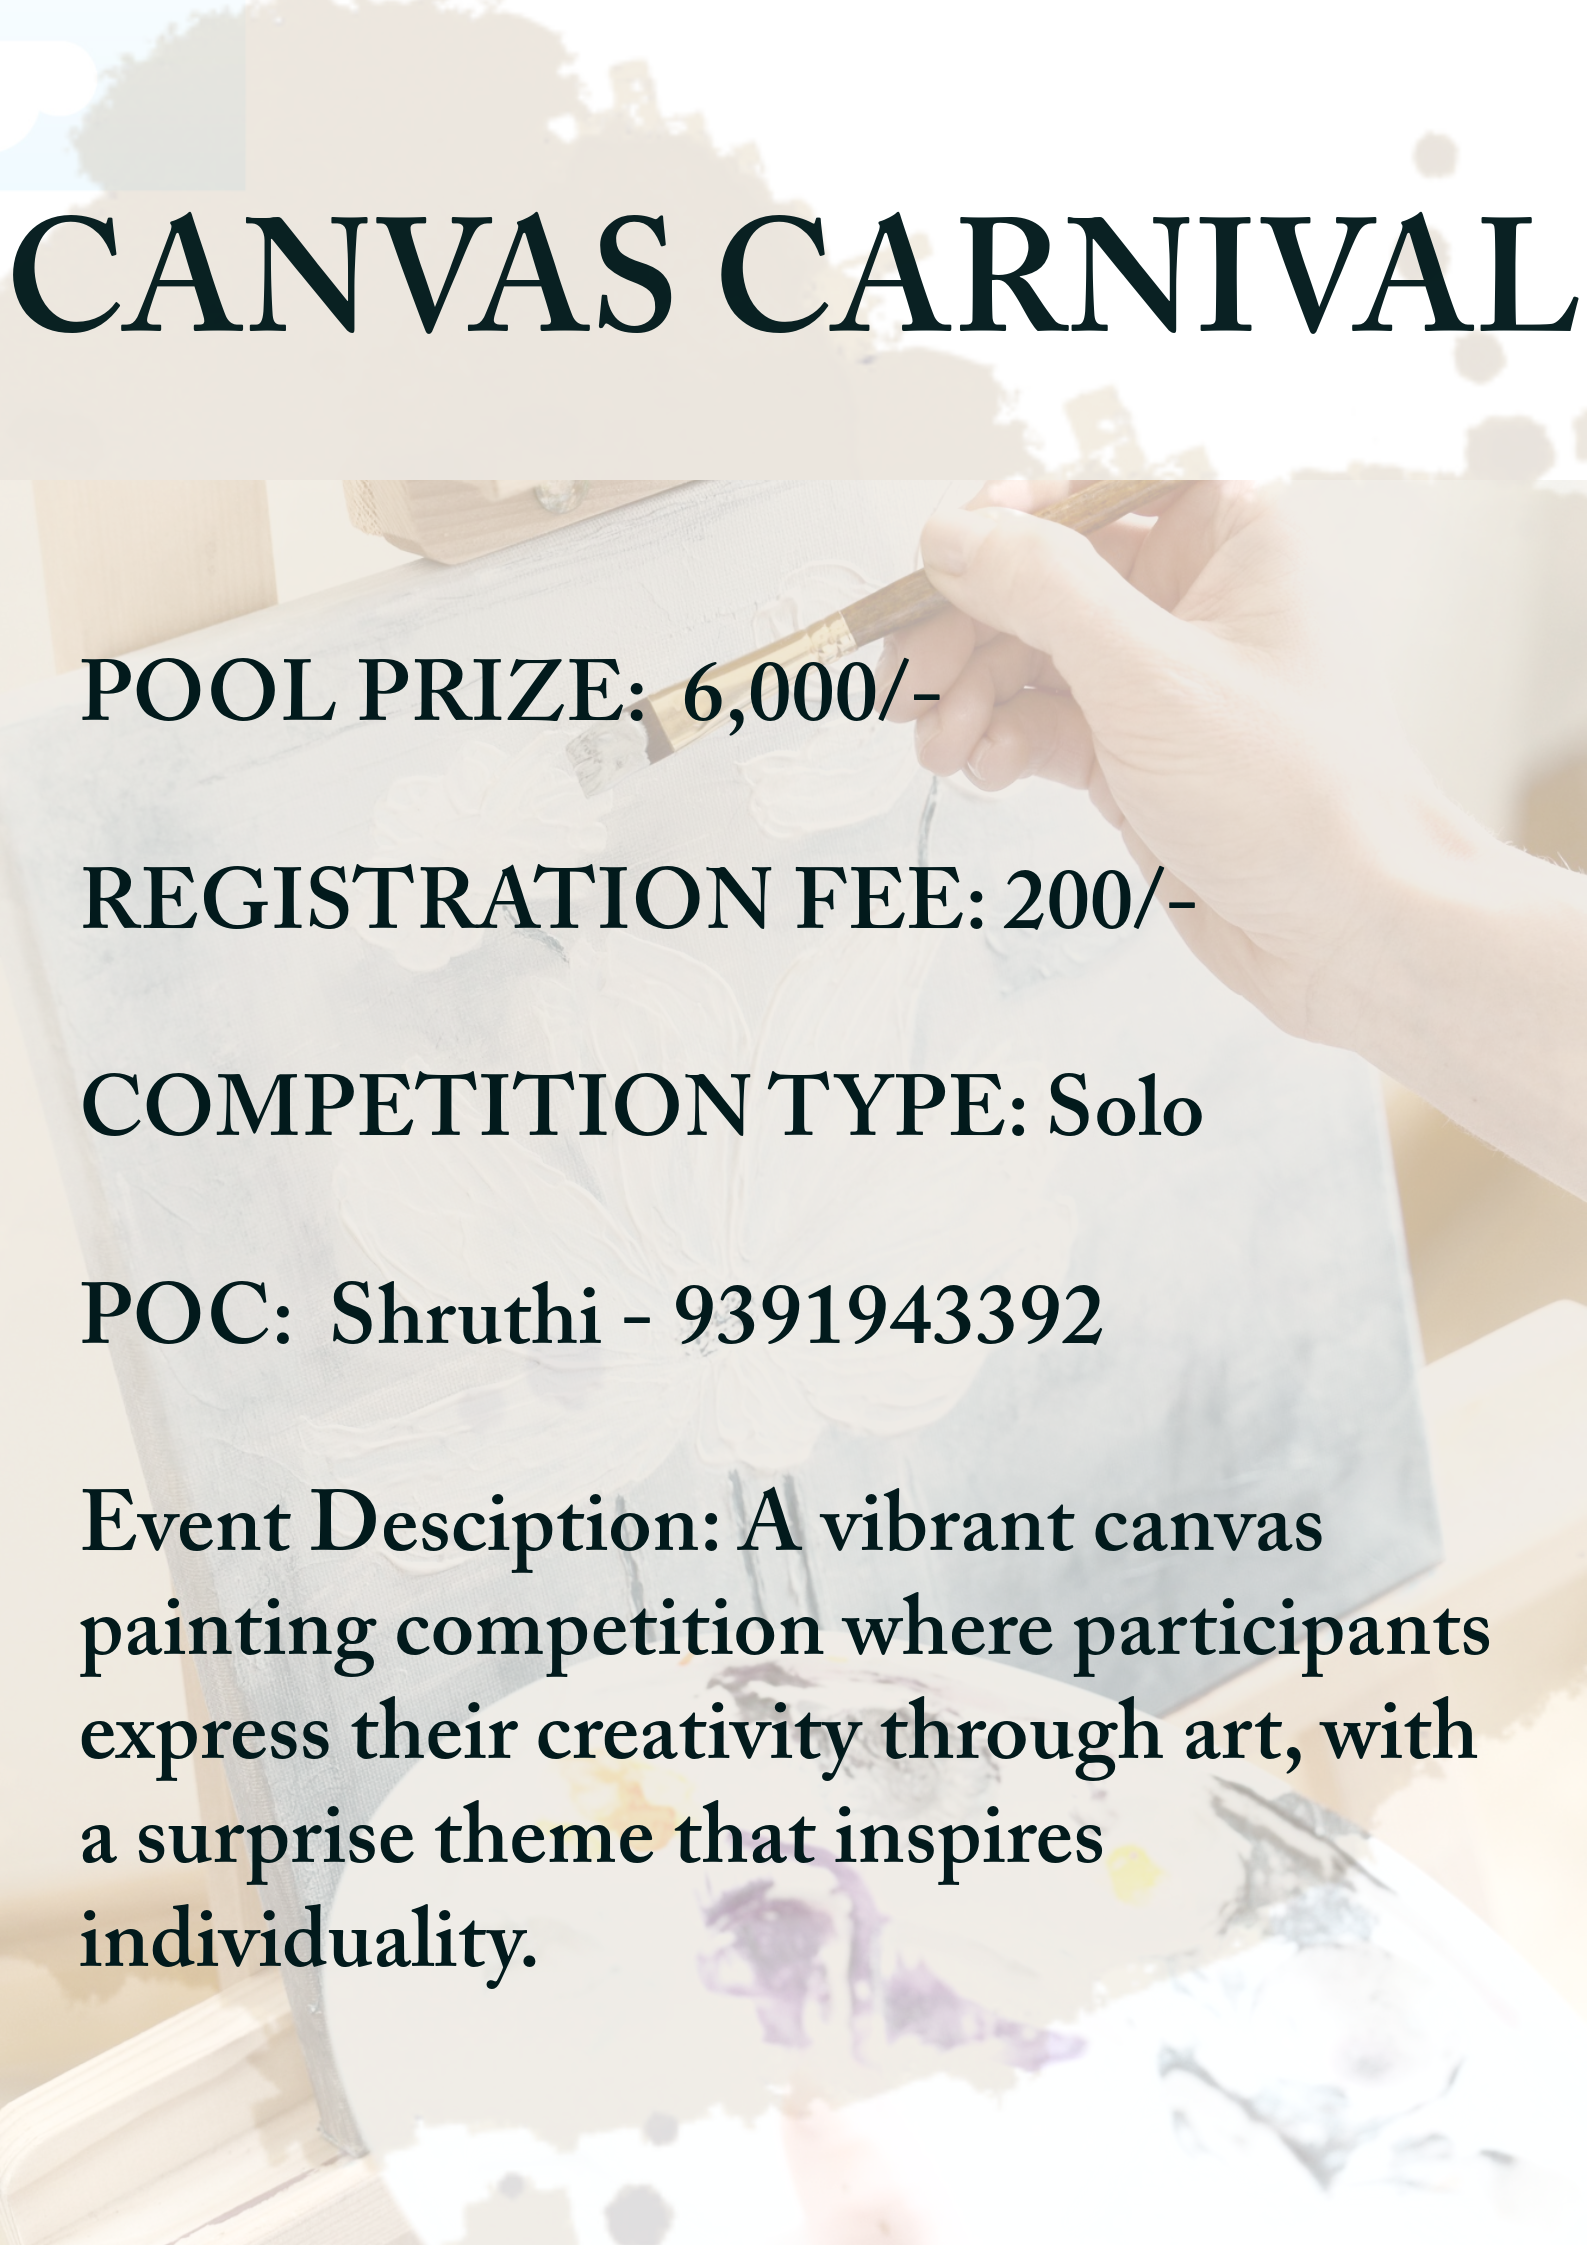 CANVAS CARNIVAL
POOL PRIZE: 6,000/-
REGISTRATION FEE: 200/-
COMPETITION TYPE: Solo
POC: Shruthi - 9391943392
Event Desciption: A vibrant canvas
painting competition where participants
express their creativity through art, with
a surprise theme that inspires
individuality.